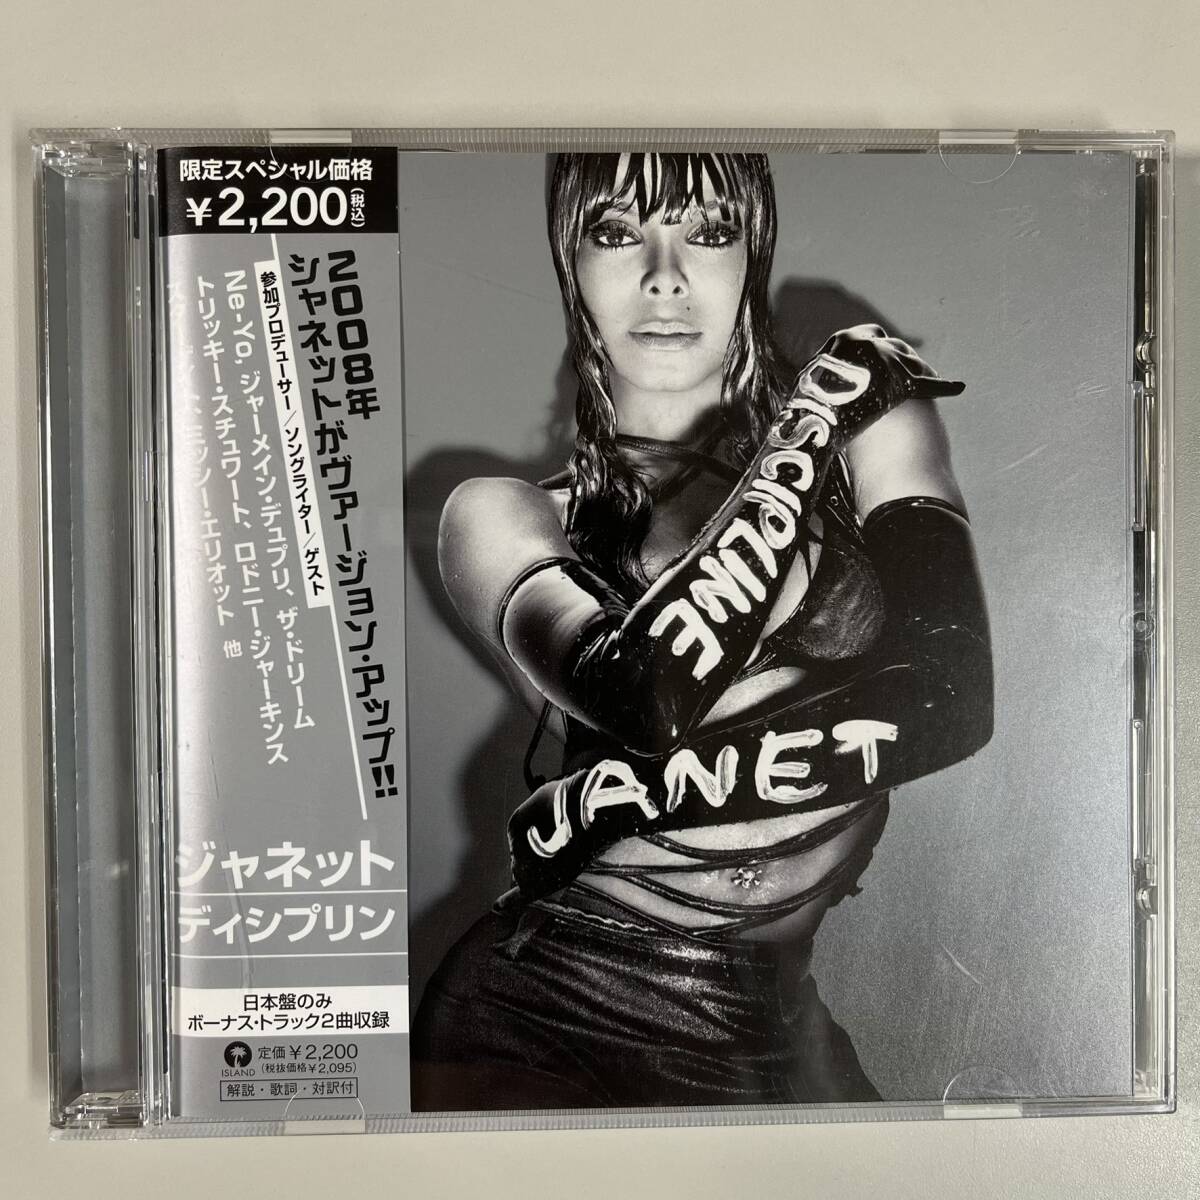 限定スペシャル価格
¥2,200(税込)
2008年
ジャネットがヴァージョン・アップ!!
参加プロデューサー/ソングライター/ゲスト
Ne-Yo, ジャーメイン・デュプリ、ザ・ドリーム
トリッキー・スチュワート、ロドニー・ジャーキンス
ミッシー・エリオット 他
ジャネット
ディシプリン
日本盤のみ
ボーナス・トラック2曲収録
ISLAND
定価¥2,200
(税抜価格¥2,095)
解説・歌詞・対訳付
DISCIPLINE
JANET